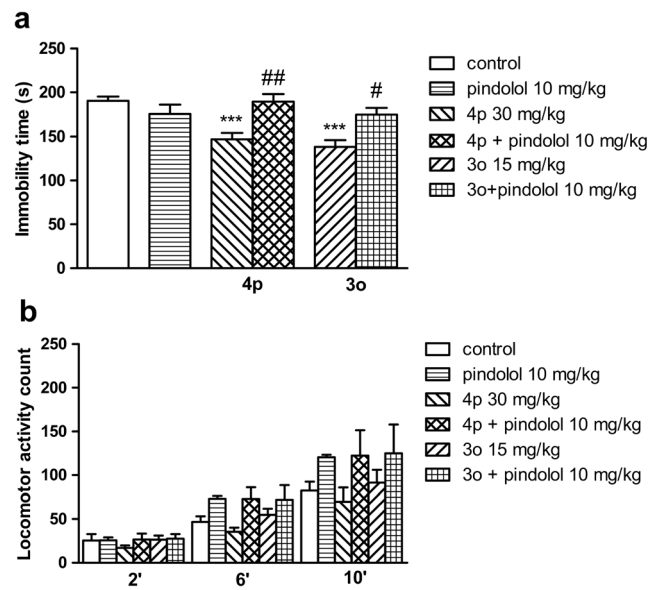 a
Immobility time (s)
250
200
150
100
50
0
***
##
***
#
4p
3o
control
pindolol 10 mg/kg
4p 30 mg/kg
4p + pindolol 10 mg/kg
3o 15 mg/kg
3o+pindolol 10 mg/kg
b
Locomotor activity count
250
200
150
100
50
0
2'
6'
10'
control
pindolol 10 mg/kg
4p 30 mg/kg
4p + pindolol 10 mg/kg
3o 15 mg/kg
3o + pindolol 10 mg/kg